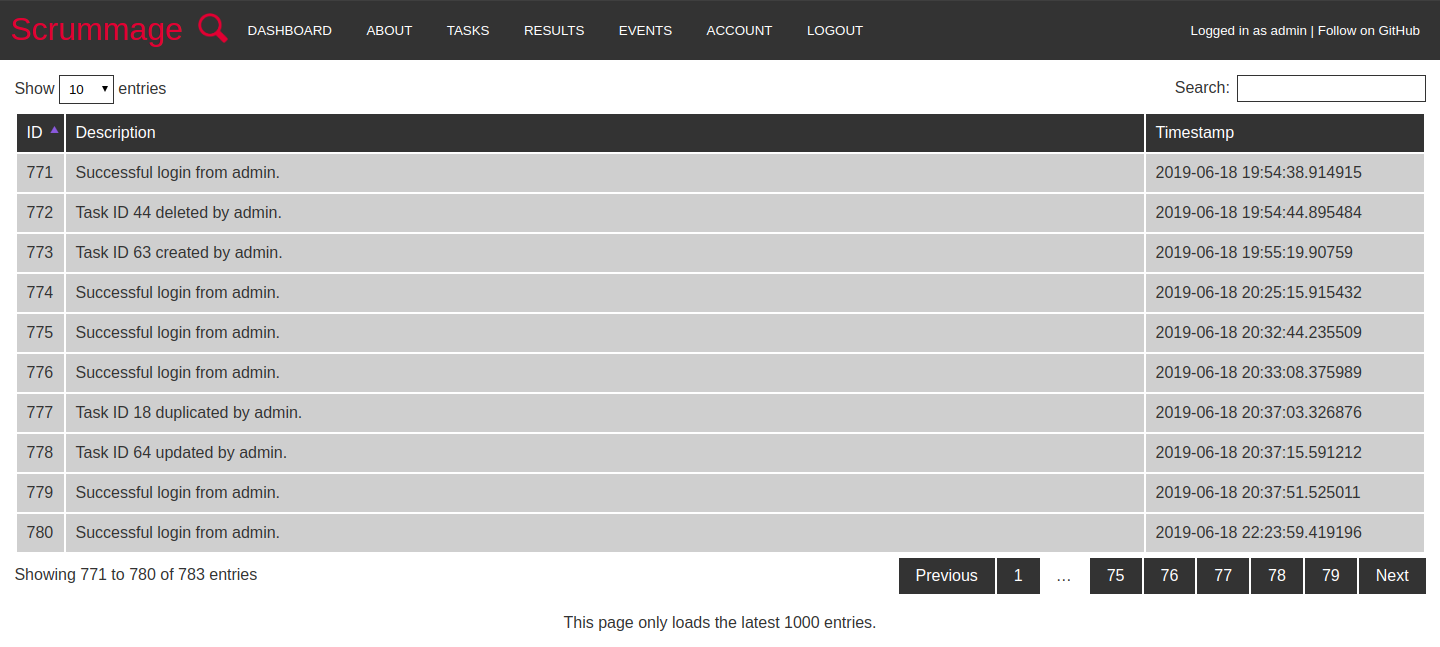 Scrummage DASHBOARD ABOUT TASKS RESULTS EVENTS ACCOUNT LOGOUT Logged in as admin | Follow on GitHub
Show 10 entries Search:
ID Description Timestamp
771 Successful login from admin. 2019-06-18 19:54:38.914915
772 Task ID 44 deleted by admin. 2019-06-18 19:54:44.895484
773 Task ID 63 created by admin. 2019-06-18 19:55:19.90759
774 Successful login from admin. 2019-06-18 20:25:15.915432
775 Successful login from admin. 2019-06-18 20:32:44.235509
776 Successful login from admin. 2019-06-18 20:33:08.375989
777 Task ID 18 duplicated by admin. 2019-06-18 20:37:03.326876
778 Task ID 64 updated by admin. 2019-06-18 20:37:15.591212
779 Successful login from admin. 2019-06-18 20:37:51.525011
780 Successful login from admin. 2019-06-18 22:23:59.419196
Showing 771 to 780 of 783 entries Previous 1 … 75 76 77 78 79 Next
This page only loads the latest 1000 entries.